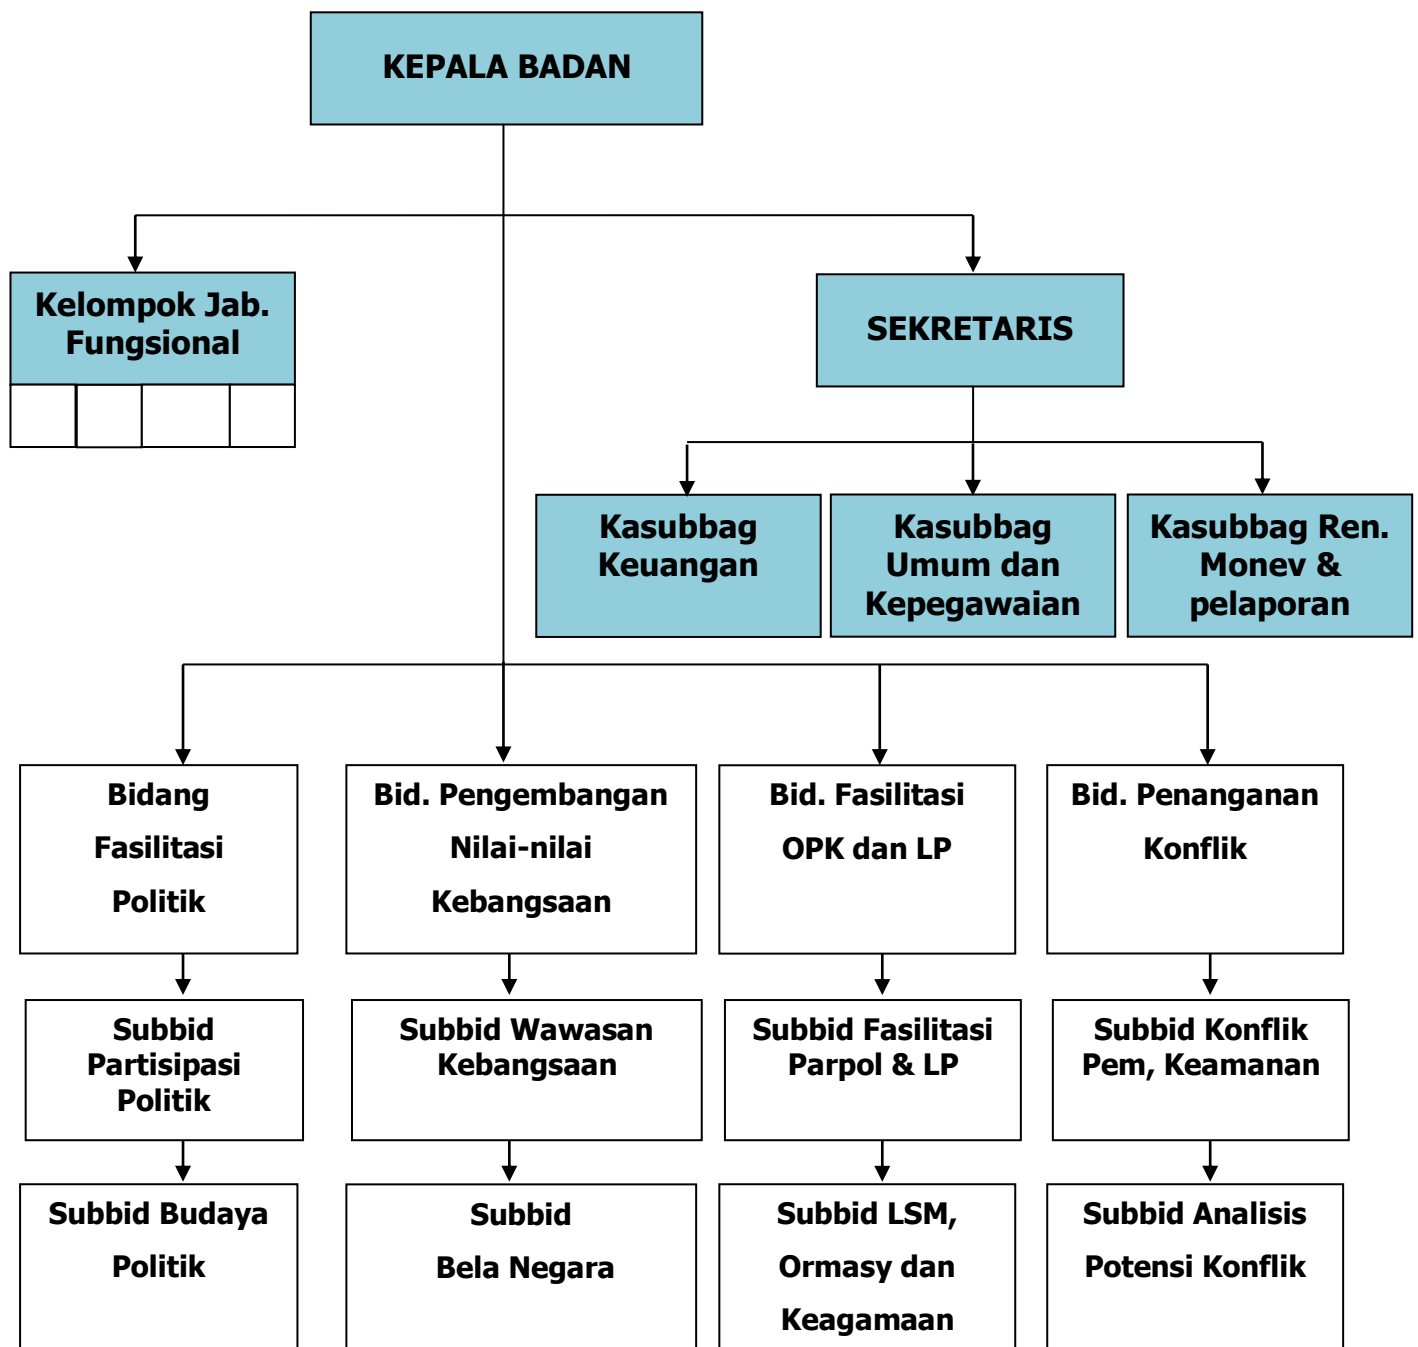 KEPALA BADAN
Kelompok Jab.
Fungsional
SEKRETARIS
Kasubbag
Keuangan
Kasubbag
Umum dan
Kepegawaian
Kasubbag Ren.
Monev &
pelaporan
Bidang
Fasilitasi
Politik
Bid. Pengembangan
Nilai-nilai
Kebangsaan
Bid. Fasilitasi
OPK dan LP
Bid. Penanganan
Konflik
Subbid
Partisipasi
Politik
Subbid Wawasan
Kebangsaan
Subbid Fasilitasi
Parpol & LP
Subbid Konflik
Pem, Keamanan
Subbid Budaya
Politik
Subbid
Bela Negara
Subbid LSM,
Ormasy dan
Keagamaan
Subbid Analisis
Potensi Konflik